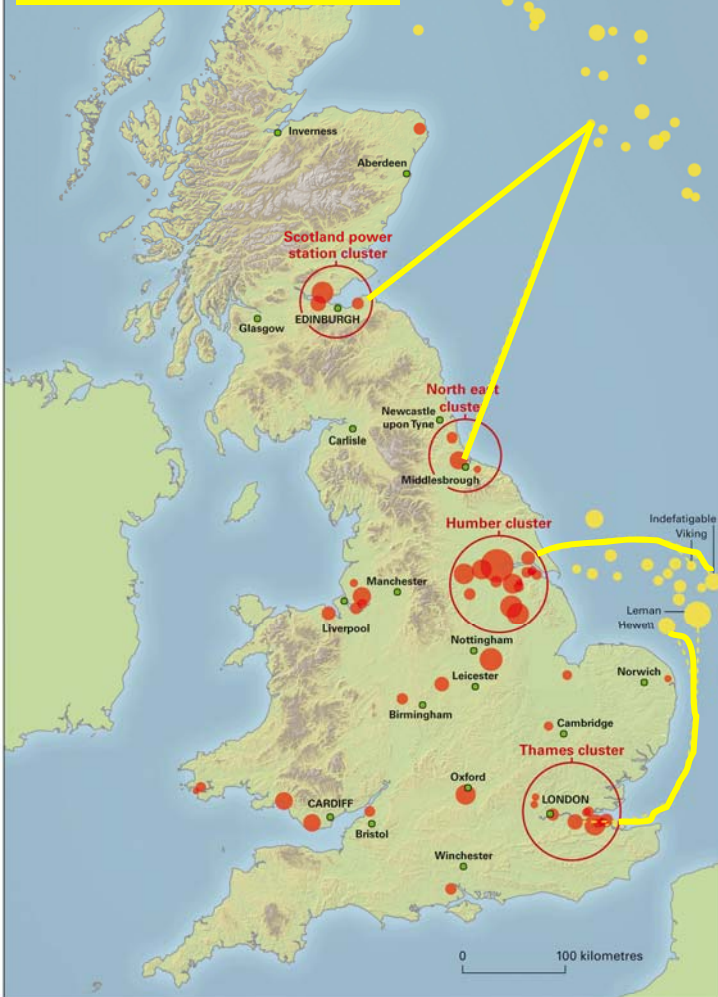 Inverness
Aberdeen
Scotland power
station cluster
EDINBURGH
Glasgow
North east
cluster
Newcastle
upon Tyne
Carlisle
Middlesbrough
Humber cluster
Indefatigable
Viking
Manchester
Leman
Hewett
Liverpool
Nottingham
Leicester
Norwich
Birmingham
Cambridge
Thames cluster
Oxford
LONDON
CARDIFF
Bristol
Winchester
0 100 kilometres